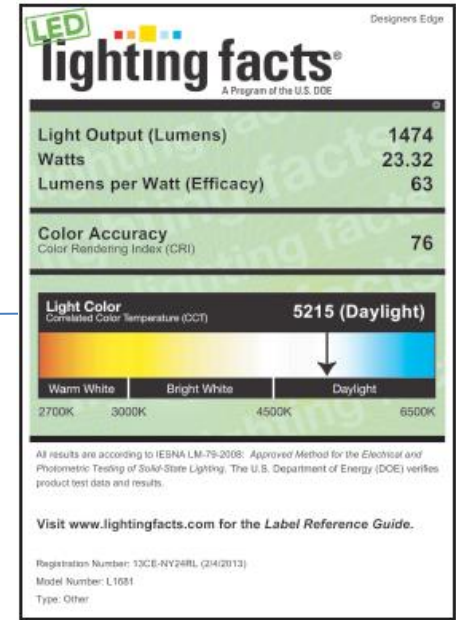 Designers Edge
LED
lighting facts®
A Program of the U.S. DOE
Light Output (Lumens) 1474
Watts 23.32
Lumens per Watt (Efficacy) 63
Color Accuracy
Color Rendering Index (CRI) 76
Light Color
Correlated Color Temperature (CCT) 5215 (Daylight)
Warm White Bright White Daylight
2700K 3000K 4500K 6500K
All results are according to IESNA LM-79-2008: Approved Method for the Electrical and
Photometric Testing of Solid-State Lighting. The U.S. Department of Energy (DOE) verifies
product test data and results.
Visit www.lightingfacts.com for the Label Reference Guide.
Registration Number: 13CE-NY24RL (2/4/2013)
Model Number: L1681
Type: Other